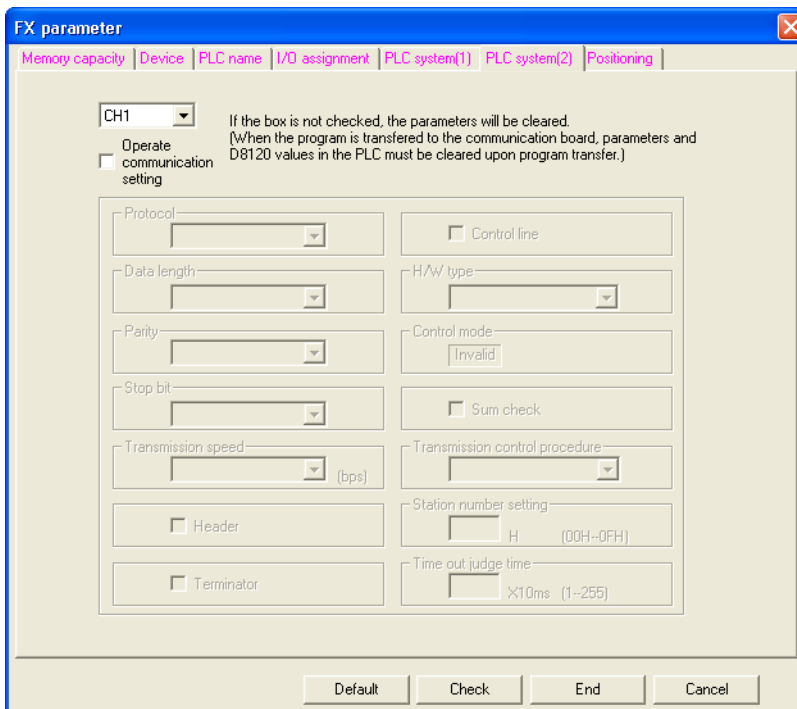 FX parameter
Memory capacity
Device
PLC name
I/O assignment
PLC system(1)
PLC system(2)
Positioning
CH1
If the box is not checked, the parameters will be cleared.
(When the program is transfered to the communication board, parameters and
D8120 values in the PLC must be cleared upon program transfer.)
Operate
communication
setting
Protocol
Control line
Data length
H/W type
Parity
Control mode
Invalid
Stop bit
Sum check
Transmission speed
(bps)
Transmission control procedure
Header
Station number setting
H (00H--0FH)
Terminator
Time out judge time
X10ms (1--255)
Default
Check
End
Cancel